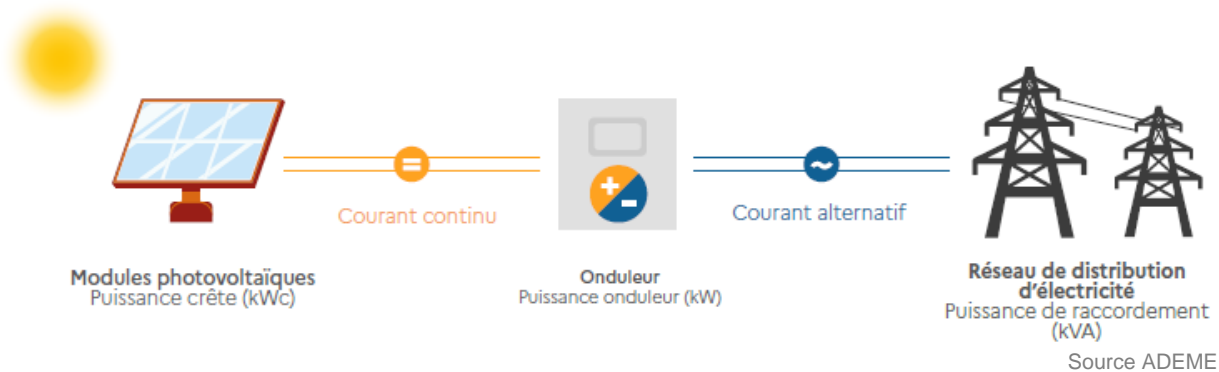 Courant continu
Courant alternatif
Modules photovoltaïques
Puissance crête (kWc)
Onduleur
Puissance onduleur (kW)
Réseau de distribution
d'électricité
Puissance de raccordement
(kVA)
Source ADEME